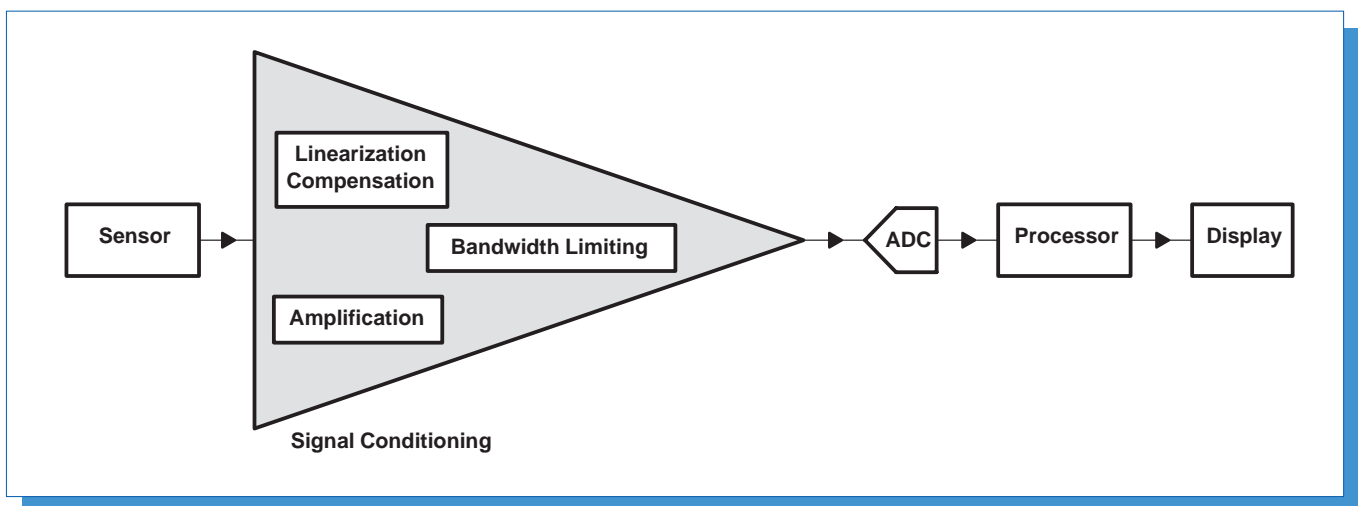 Linearization
Compensation
Sensor
Bandwidth Limiting
ADC
Processor
Display
Amplification
Signal Conditioning